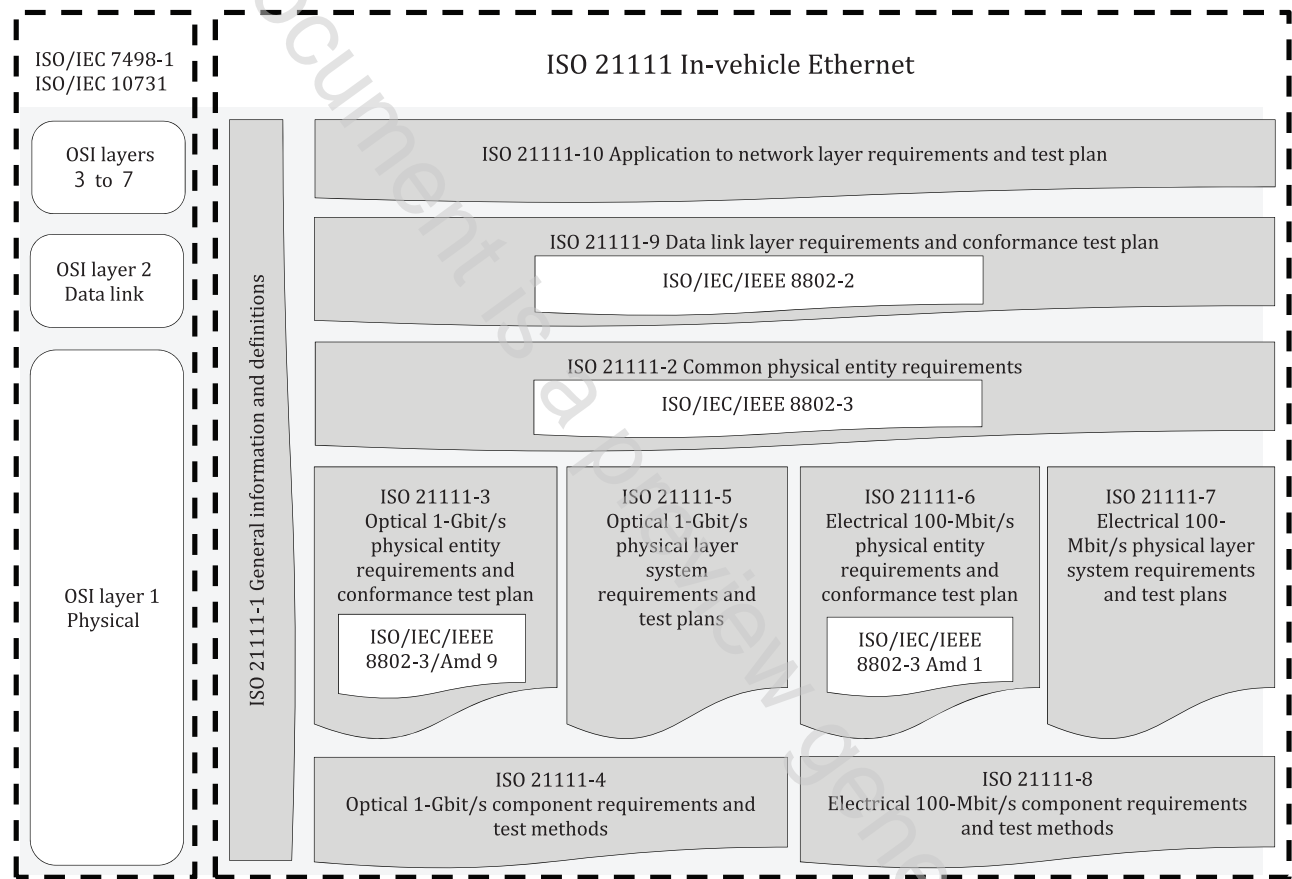 ISO/IEC 7498-1
ISO/IEC 10731
ISO 21111 In-vehicle Ethernet
OSI layers
3 to 7
OSI layer 2
Data link
OSI layer 1
Physical
ISO 21111-1 General information and definitions
ISO 21111-10 Application to network layer requirements and test plan
ISO 21111-9 Data link layer requirements and conformance test plan
ISO/IEC/IEEE 8802-2
ISO 21111-2 Common physical entity requirements
ISO/IEC/IEEE 8802-3
ISO 21111-3
Optical 1-Gbit/s
physical entity
requirements and
conformance test plan
ISO/IEC/IEEE
8802-3/Amd 9
ISO 21111-5
Optical 1-Gbit/s
physical layer
system
requirements and
test plans
ISO 21111-6
Electrical 100-Mbit/s
physical entity
requirements and
conformance test plan
ISO/IEC/IEEE
8802-3 Amd 1
ISO 21111-7
Electrical 100-
Mbit/s physical layer
system requirements
and test plans
ISO 21111-4
Optical 1-Gbit/s component requirements and
test methods
ISO 21111-8
Electrical 100-Mbit/s component requirements
and test methods
ocument is a preview gene